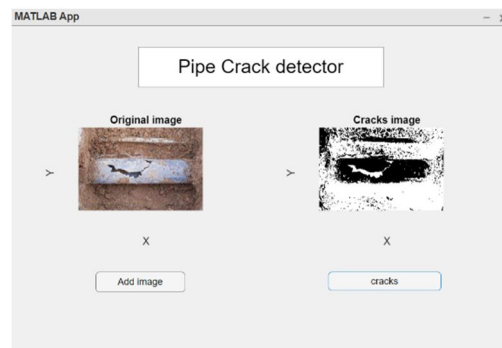 MATLAB App
Pipe Crack detector
Original image
Cracks image
Y
Y
X
X
Add image
cracks